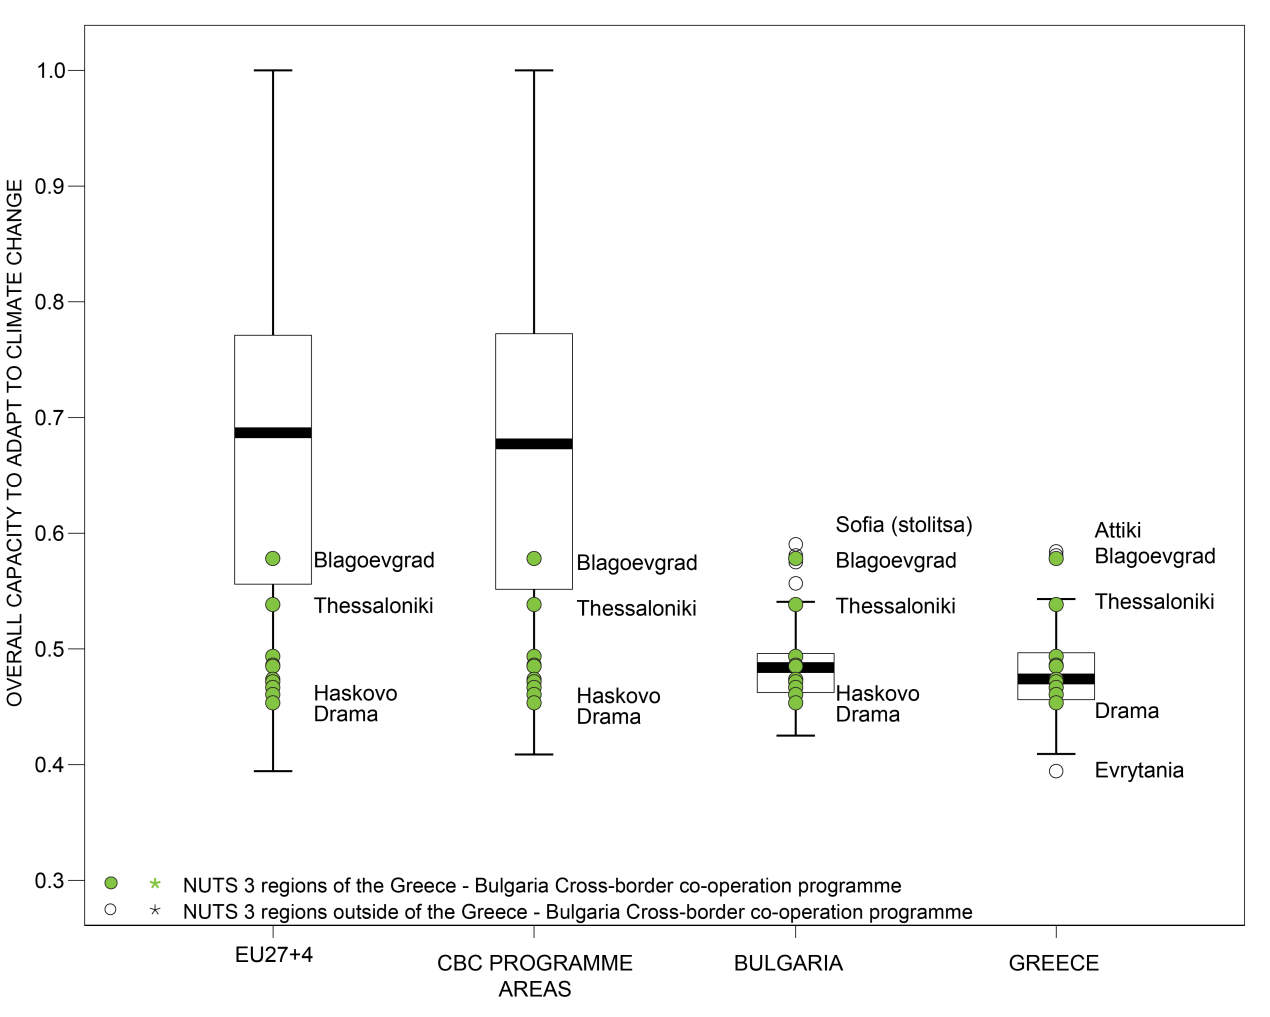 OVERALL CAPACITY TO ADAPT TO CLIMATE CHANGE
1.0
0.9
0.8
0.7
0.6
0.5
0.4
0.3
Blagoevgrad
Thessaloniki
Haskovo
Drama
Blagoevgrad
Thessaloniki
Haskovo
Drama
Sofia (stolitsa)
Blagoevgrad
Thessaloniki
Haskovo
Drama
Attiki
Blagoevgrad
Thessaloniki
Drama
Evrytania
* NUTS 3 regions of the Greece - Bulgaria Cross-border co-operation programme
* NUTS 3 regions outside of the Greece - Bulgaria Cross-border co-operation programme
EU27+4
CBC PROGRAMME
AREAS
BULGARIA
GREECE